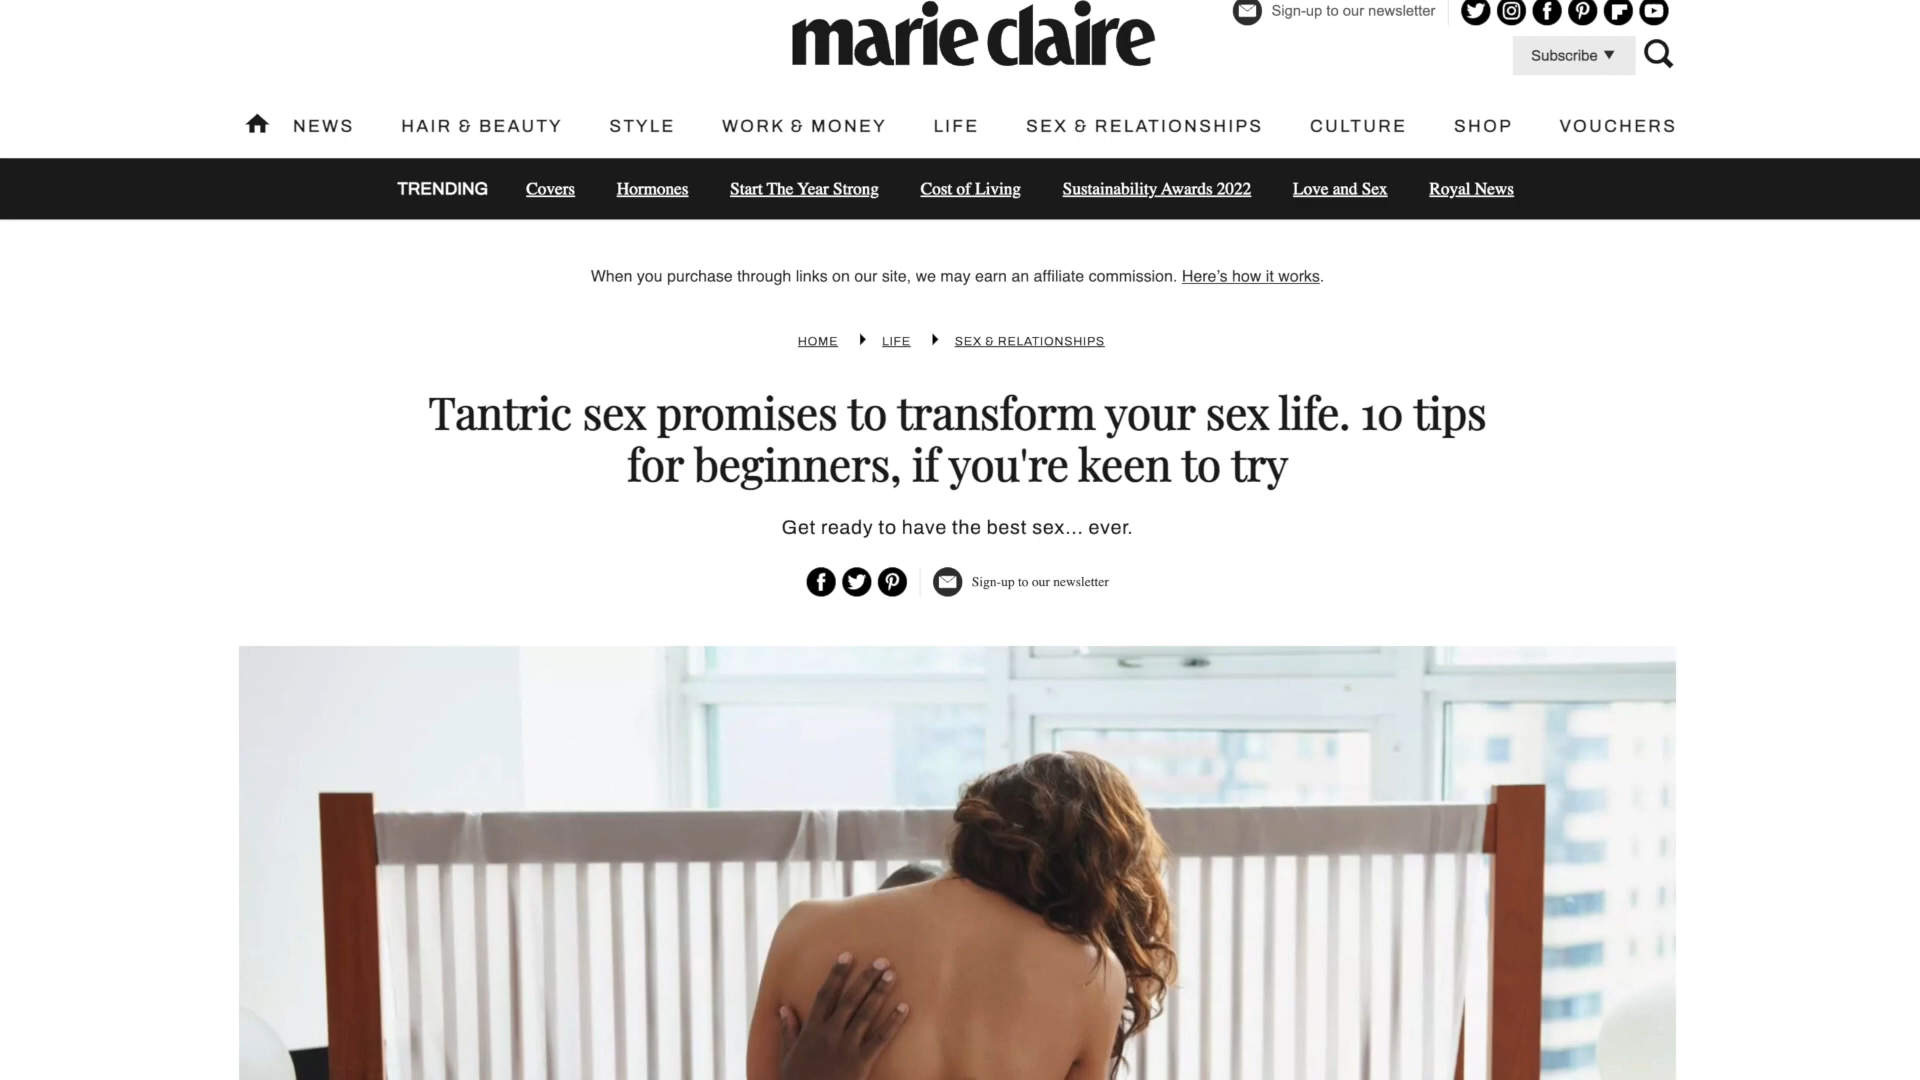 marie claire
Sign-up to our newsletter
Subscribe ▼
NEWS HAIR & BEAUTY STYLE WORK & MONEY LIFE SEX & RELATIONSHIPS CULTURE SHOP VOUCHERS
TRENDING Covers Hormones Start The Year Strong Cost of Living Sustainability Awards 2022 Love and Sex Royal News
When you purchase through links on our site, we may earn an affiliate commission. Here’s how it works.
HOME LIFE SEX & RELATIONSHIPS
Tantric sex promises to transform your sex life. 10 tips
for beginners, if you're keen to try
Get ready to have the best sex... ever.
Sign-up to our newsletter